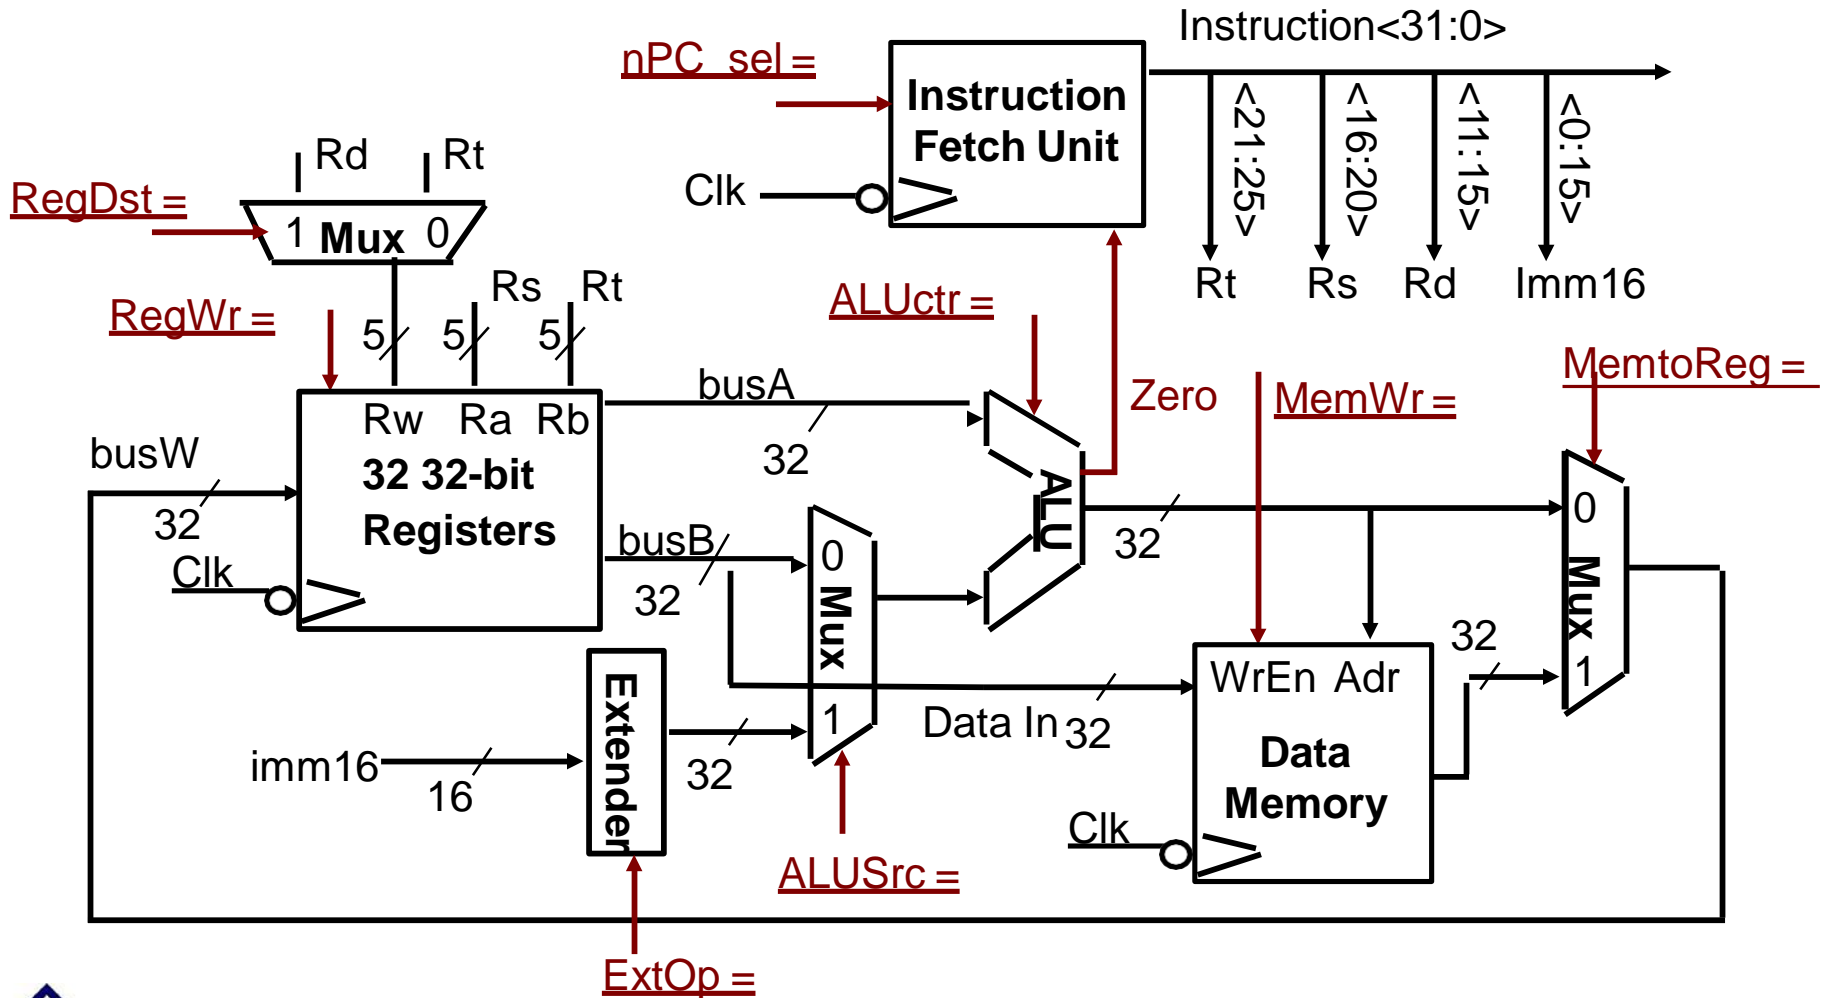 Instruction<31:0>
nPC_sel =
Instruction
Fetch Unit
Clk
<21:25>
<16:20>
<11:15>
<0:15>
Rt
Rs
Rd
Imm16
Rd
Rt
RegDst =
1 Mux 0
Rs
Rt
RegWr =
5
5
5
ALUctr =
MemtoReg =
busA
Zero
MemWr =
Rw Ra Rb
32 32-bit
Registers
busW
32
Clk
32
busB
32
0
Mux
1
ALU
32
0
Mux
1
32
WrEn Adr
Data In
32
Data
Memory
Clk
imm16
16
Extender
32
ALUSrc =
ExtOp =